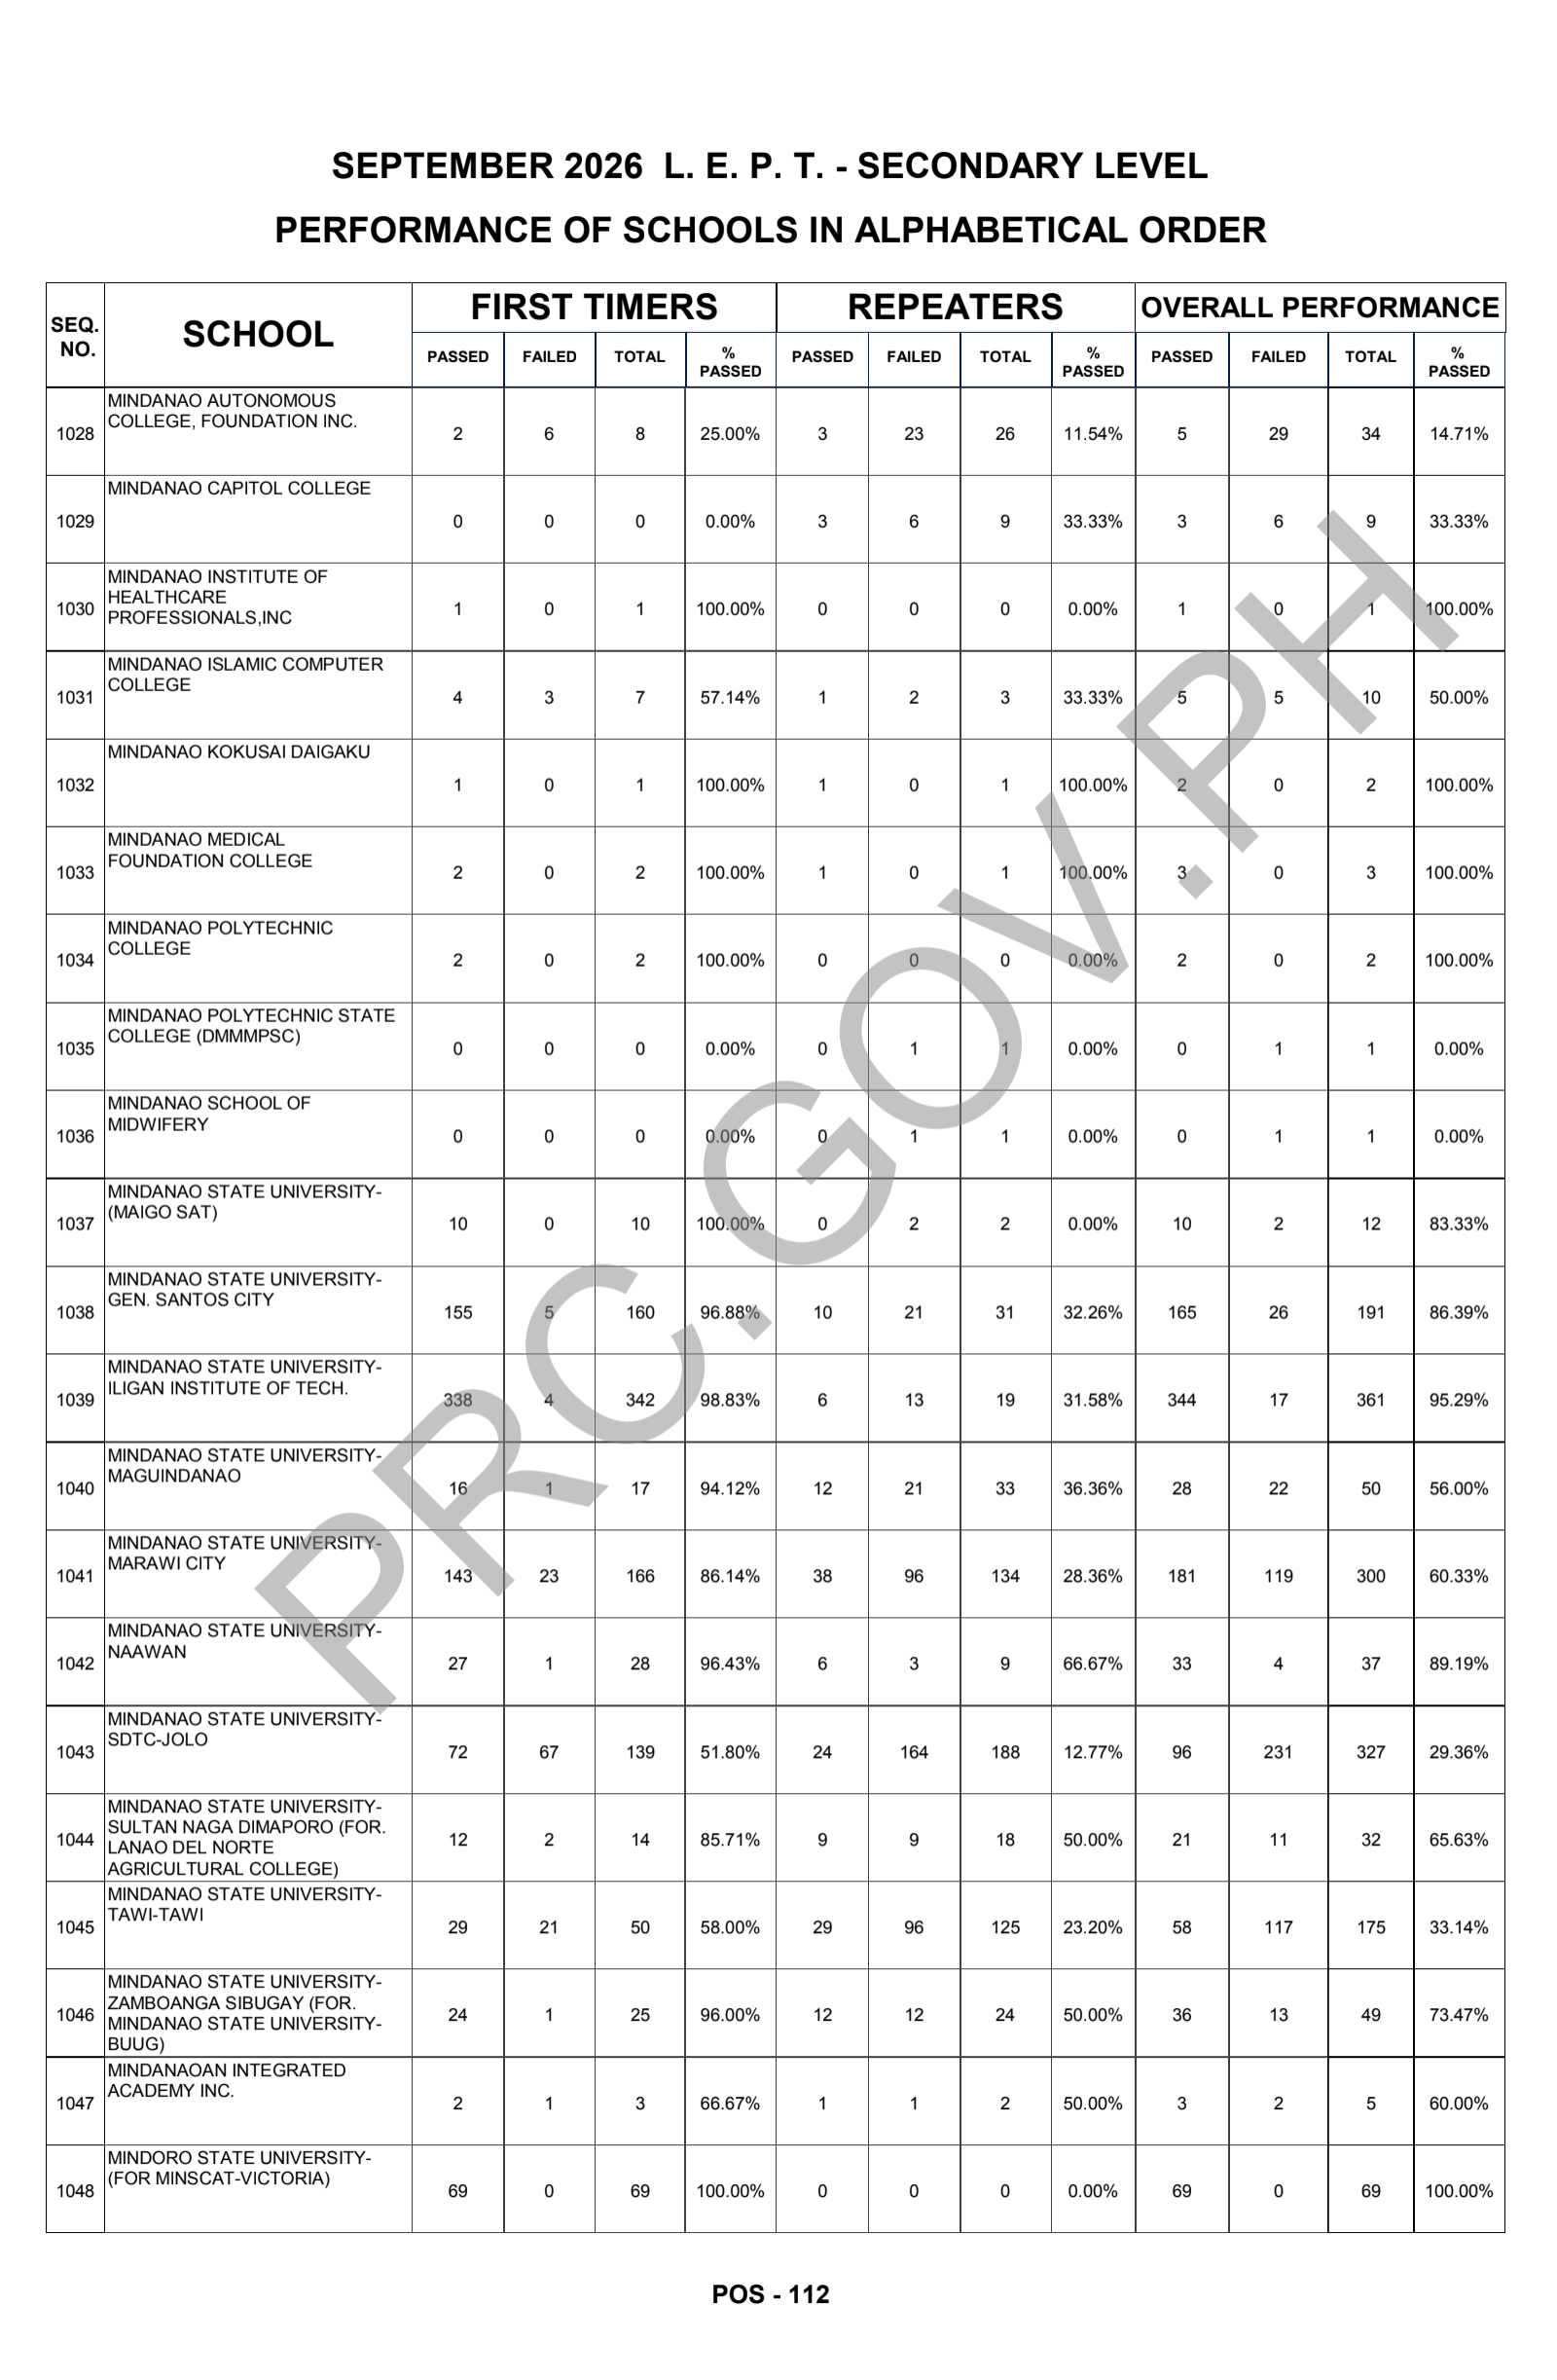 SEPTEMBER 2026 L. E. P. T. - SECONDARY LEVEL
PERFORMANCE OF SCHOOLS IN ALPHABETICAL ORDER
SEQ. NO. SCHOOL FIRST TIMERS REPEATERS OVERALL PERFORMANCE
PASSED FAILED TOTAL % PASSED PASSED FAILED TOTAL % PASSED PASSED FAILED TOTAL % PASSED
MINDANAO AUTONOMOUS
COLLEGE, FOUNDATION INC.
1028 2 6 8 25.00% 3 23 26 11.54% 5 29 34 14.71%
MINDANAO CAPITOL COLLEGE
1029 0 0 0 0.00% 3 6 9 33.33% 3 6 9 33.33%
MINDANAO INSTITUTE OF
HEALTHCARE
PROFESSIONALS,INC
1030 1 0 1 100.00% 0 0 0 0.00% 1 0 1 100.00%
MINDANAO ISLAMIC COMPUTER
COLLEGE
1031 4 3 7 57.14% 1 2 3 33.33% 5 5 10 50.00%
MINDANAO KOKUSAI DAIGAKU
1032 1 0 1 100.00% 1 0 1 100.00% 2 0 2 100.00%
MINDANAO MEDICAL
FOUNDATION COLLEGE
1033 2 0 2 100.00% 1 0 1 100.00% 3 0 3 100.00%
MINDANAO POLYTECHNIC
COLLEGE
1034 2 0 2 100.00% 0 0 0 0.00% 2 0 2 100.00%
MINDANAO POLYTECHNIC STATE
COLLEGE (DMMMPSC)
1035 0 0 0 0.00% 0 1 1 0.00% 0 1 1 0.00%
MINDANAO SCHOOL OF
MIDWIFERY
1036 0 0 0 0.00% 0 1 1 0.00% 0 1 1 0.00%
MINDANAO STATE UNIVERSITY-
(MAIGO SAT)
1037 10 0 10 100.00% 0 2 2 0.00% 10 2 12 83.33%
MINDANAO STATE UNIVERSITY-
GEN. SANTOS CITY
1038 155 5 160 96.88% 10 21 31 32.26% 165 26 191 86.39%
MINDANAO STATE UNIVERSITY-
ILIGAN INSTITUTE OF TECH.
1039 338 4 342 98.83% 6 13 19 31.58% 344 17 361 95.29%
MINDANAO STATE UNIVERSITY-
MAGUINDANAO
1040 16 1 17 94.12% 12 21 33 36.36% 28 22 50 56.00%
MINDANAO STATE UNIVERSITY-
MARAWI CITY
1041 143 23 166 86.14% 38 96 134 28.36% 181 119 300 60.33%
MINDANAO STATE UNIVERSITY-
NAAWAN
1042 27 1 28 96.43% 6 3 9 66.67% 33 4 37 89.19%
MINDANAO STATE UNIVERSITY-
SDTC-JOLO
1043 72 67 139 51.80% 24 164 188 12.77% 96 231 327 29.36%
MINDANAO STATE UNIVERSITY-
SULTAN NAGA DIMAPORO (FOR.
LANAO DEL NORTE
AGRICULTURAL COLLEGE)
1044 12 2 14 85.71% 9 9 18 50.00% 21 11 32 65.63%
MINDANAO STATE UNIVERSITY-
TAWI-TAWI
1045 29 21 50 58.00% 29 96 125 23.20% 58 117 175 33.14%
MINDANAO STATE UNIVERSITY-
ZAMBOANGA SIBUGAY (FOR.
MINDANAO STATE UNIVERSITY-
BUUG)
1046 24 1 25 96.00% 12 12 24 50.00% 36 13 49 73.47%
MINDANAOAN INTEGRATED
ACADEMY INC.
1047 2 1 3 66.67% 1 1 2 50.00% 3 2 5 60.00%
MINDORO STATE UNIVERSITY-
(FOR MINSCAT-VICTORIA)
1048 69 0 69 100.00% 0 0 0 0.00% 69 0 69 100.00%
PRC.GOV.PH
POS - 112